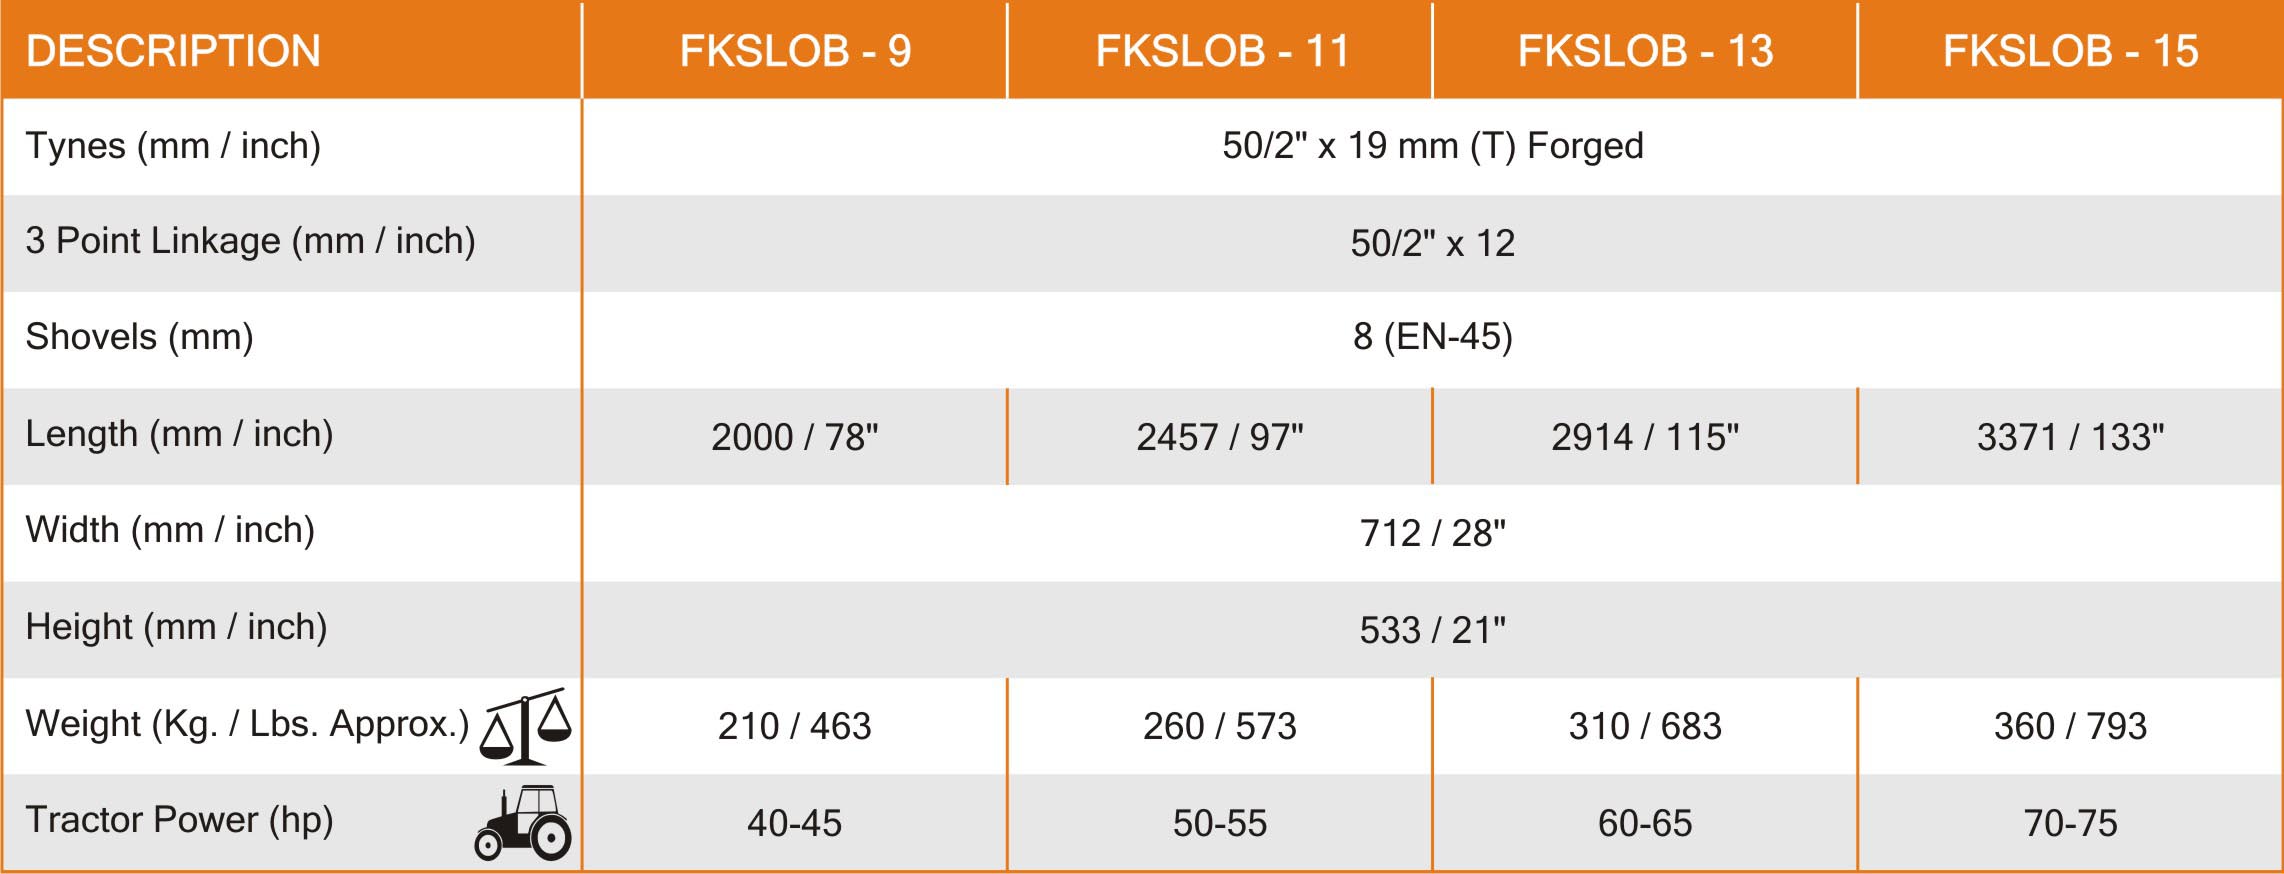 DESCRIPTION FKSLOB - 9 FKSLOB - 11 FKSLOB - 13 FKSLOB - 15
Tynes (mm / inch) 50/2" x 19 mm (T) Forged
3 Point Linkage (mm / inch) 50/2" x 12
Shovels (mm) 8 (EN-45)
Length (mm / inch) 2000 / 78" 2457 / 97" 2914 / 115" 3371 / 133"
Width (mm / inch) 712 / 28"
Height (mm / inch) 533 / 21"
Weight (Kg. / Lbs. Approx.) 210 / 463 260 / 573 310 / 683 360 / 793
Tractor Power (hp) 40-45 50-55 60-65 70-75